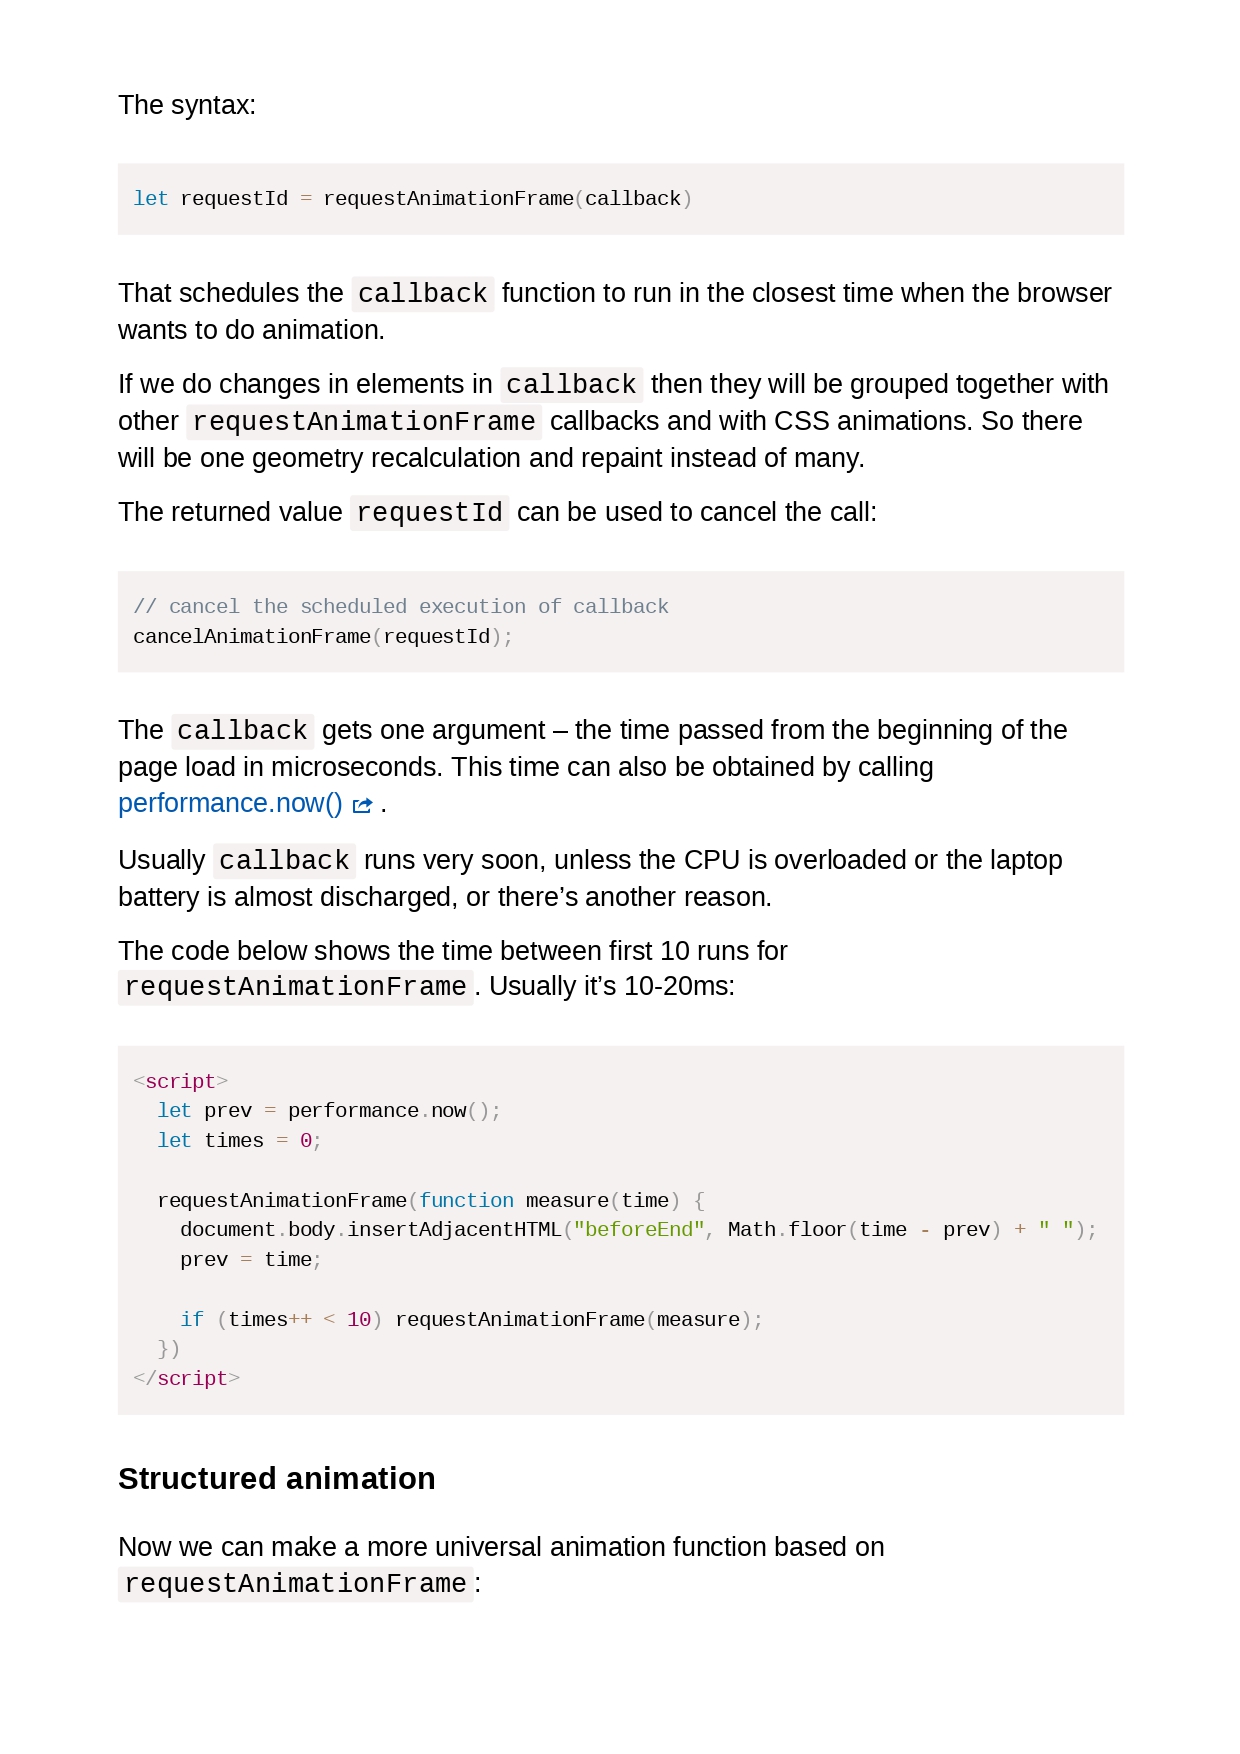 The syntax:
let requestId = requestAnimationFrame(callback)
That schedules the callback function to run in the closest time when the browser
wants to do animation.
If we do changes in elements in callback then they will be grouped together with
other requestAnimationFrame callbacks and with CSS animations. So there
will be one geometry recalculation and repaint instead of many.
The returned value requestId can be used to cancel the call:
// cancel the scheduled execution of callback
cancelAnimationFrame(requestId);
The callback gets one argument – the time passed from the beginning of the
page load in microseconds. This time can also be obtained by calling
performance.now() .
Usually callback runs very soon, unless the CPU is overloaded or the laptop
battery is almost discharged, or there’s another reason.
The code below shows the time between first 10 runs for
requestAnimationFrame. Usually it’s 10-20ms:
<script>
  let prev = performance.now();
  let times = 0;

  requestAnimationFrame(function measure(time) {
    document.body.insertAdjacentHTML("beforeEnd", Math.floor(time - prev) + " ");
    prev = time;

    if (times++ < 10) requestAnimationFrame(measure);
  })
</script>
Structured animation
Now we can make a more universal animation function based on
requestAnimationFrame: